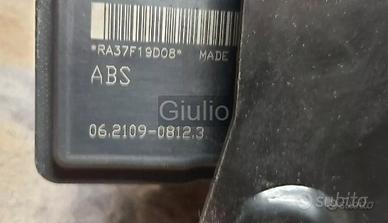 *RA37F19D08* MADE
ABS
Giulio
06.2109-0812.3
subito